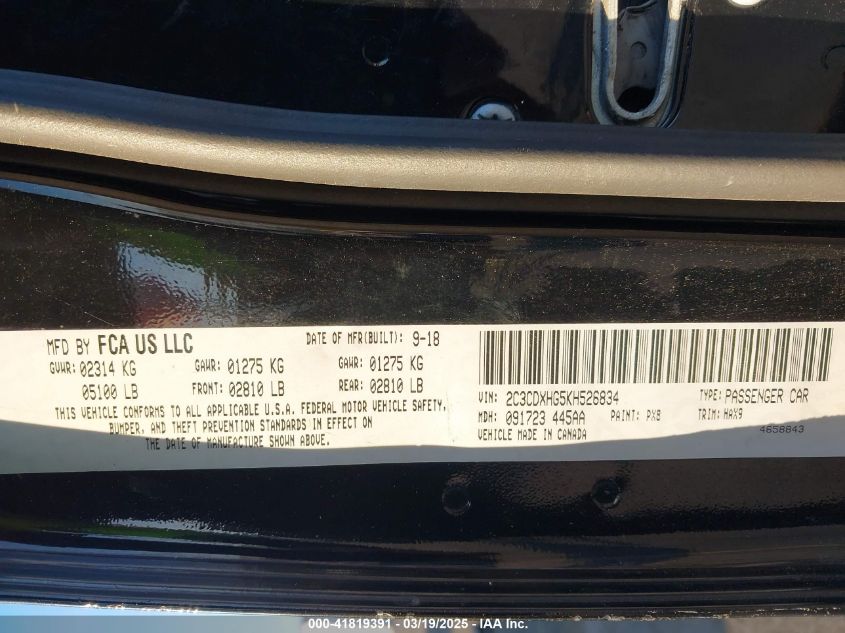 MFD BY FCA US LLC DATE OF MFR(BUILT): 9-18
GVWR: 02314 KG GAWR: 01275 KG GAWR: 01275 KG
05100 LB FRONT: 02810 LB REAR: 02810 LB
THIS VEHICLE CONFORMS TO ALL APPLICABLE U.S.A. FEDERAL MOTOR VEHICLE SAFETY,
BUMPER, AND THEFT PREVENTION STANDARDS IN EFFECT ON
THE DATE OF MANUFACTURE SHOWN ABOVE.
VIN: 2C3CDXHG5KH526834 TYPE: PASSENGER CAR
MDH: 091723 445AA PAINT: PX8 TRIM: HAX9
VEHICLE MADE IN CANADA 4658843
000-41819391 - 03/19/2025 - IAA Inc.